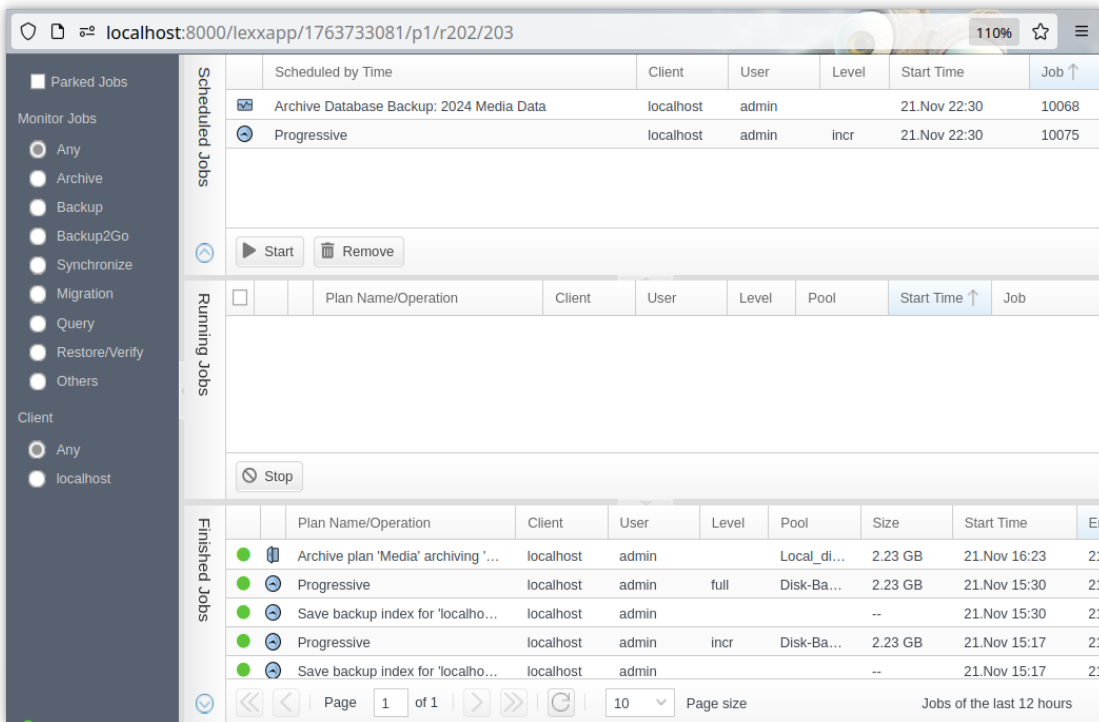 localhost:8000/lexxapp/1763733081/p1/r202/203 110%
Parked Jobs
Monitor Jobs
Any
Archive
Backup
Backup2Go
Synchronize
Migration
Query
Restore/Verify
Others
Client
Any
localhost
Scheduled Jobs
Scheduled by Time Client User Level Start Time Job
Archive Database Backup: 2024 Media Data localhost admin 21.Nov 22:30 10068
Progressive localhost admin incr 21.Nov 22:30 10075
Start Remove
Running Jobs
Plan Name/Operation Client User Level Pool Start Time Job
Stop
Finished Jobs
Plan Name/Operation Client User Level Pool Size Start Time
Archive plan 'Media' archiving '... localhost admin Local_di... 2.23 GB 21.Nov 16:23
Progressive localhost admin full Disk-Ba... 2.23 GB 21.Nov 15:30
Save backup index for 'localho... localhost admin -- 21.Nov 15:30
Progressive localhost admin incr Disk-Ba... 2.23 GB 21.Nov 15:17
Save backup index for 'localho... localhost admin -- 21.Nov 15:17
Page 1 of 1 10 Page size Jobs of the last 12 hours